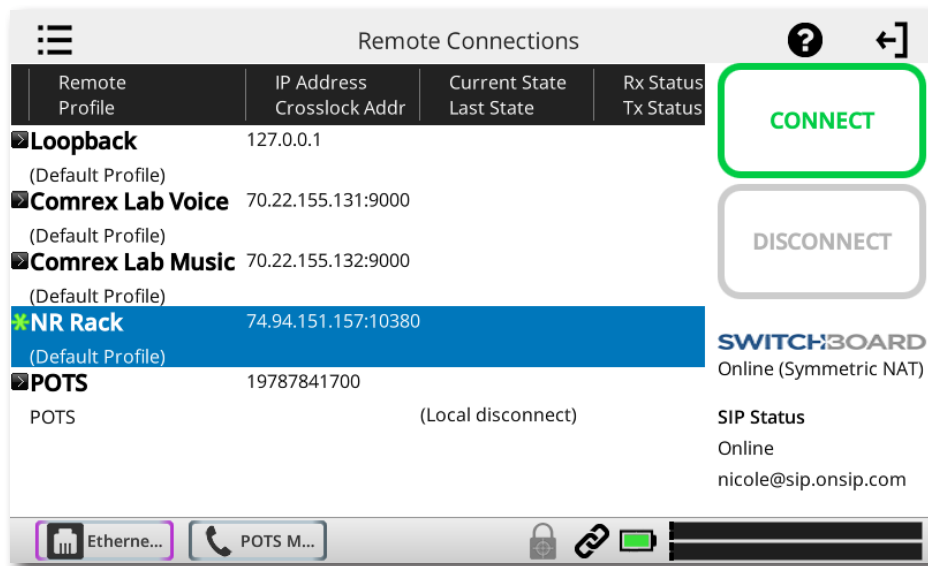 Remote Connections
Remote IP Address Current State Rx Status
Profile Crosslock Addr Last State Tx Status
Loopback 127.0.0.1
(Default Profile)
Comrex Lab Voice 70.22.155.131:9000
(Default Profile)
Comrex Lab Music 70.22.155.132:9000
(Default Profile)
NR Rack 74.94.151.157:10380
(Default Profile)
POTS 19787841700
POTS (Local disconnect)
CONNECT
DISCONNECT
SWITCHBOARD
Online (Symmetric NAT)
SIP Status
Online
nicole@sip.onsip.com
Etherne... POTS M...